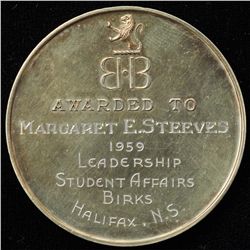 BB
AWARDED TO
MARGARET E. STEEVES
1959
LEADERSHIP
STUDENT AFFAIRS
BIRKS
HALIFAX, N.S.